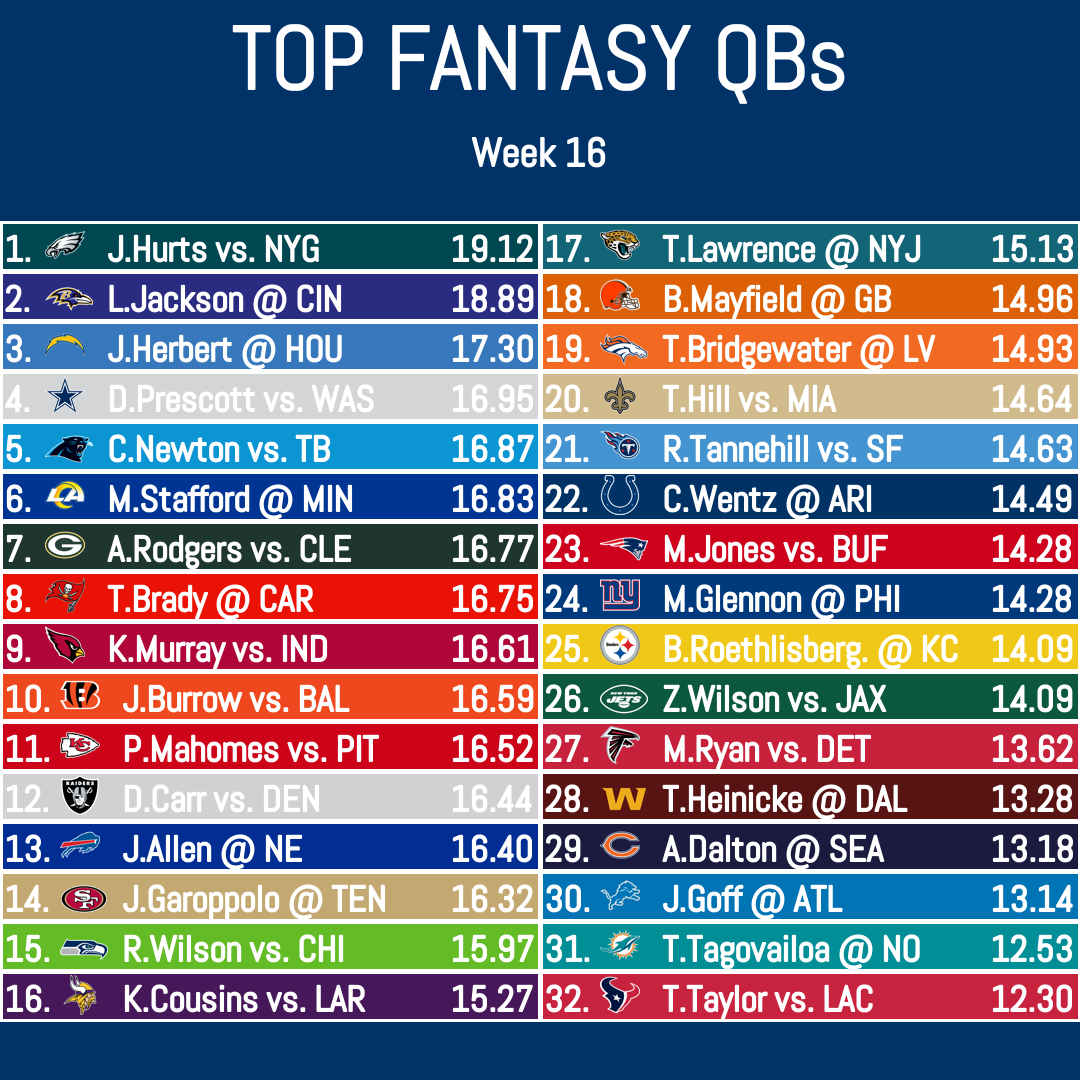 TOP FANTASY QBs
Week 16
1. J.Hurts vs. NYG 19.12
2. L.Jackson @ CIN 18.89
3. J.Herbert @ HOU 17.30
4. D.Prescott vs. WAS 16.95
5. C.Newton vs. TB 16.87
6. M.Stafford @ MIN 16.83
7. A.Rodgers vs. CLE 16.77
8. T.Brady @ CAR 16.75
9. K.Murray vs. IND 16.61
10. J.Burrow vs. BAL 16.59
11. P.Mahomes vs. PIT 16.52
12. RAIDERS D.Carr vs. DEN 16.44
13. J.Allen @ NE 16.40
14. SF J.Garoppolo @ TEN 16.32
15. R.Wilson vs. CHI 15.97
16. K.Cousins vs. LAR 15.27
17. T.Lawrence @ NYJ 15.13
18. B.Mayfield @ GB 14.96
19. T.Bridgewater @ LV 14.93
20. T.Hill vs. MIA 14.64
21. R.Tannehill vs. SF 14.63
22. C.Wentz @ ARI 14.49
23. M.Jones vs. BUF 14.28
24. ny M.Glennon @ PHI 14.28
25. Steelers B.Roethlisberg. @ KC 14.09
26. NEW YORK JETS Z.Wilson vs. JAX 14.09
27. M.Ryan vs. DET 13.62
28. W T.Heinicke @ DAL 13.28
29. A.Dalton @ SEA 13.18
30. J.Goff @ ATL 13.14
31. T.Tagovailoa @ NO 12.53
32. T.Taylor vs. LAC 12.30